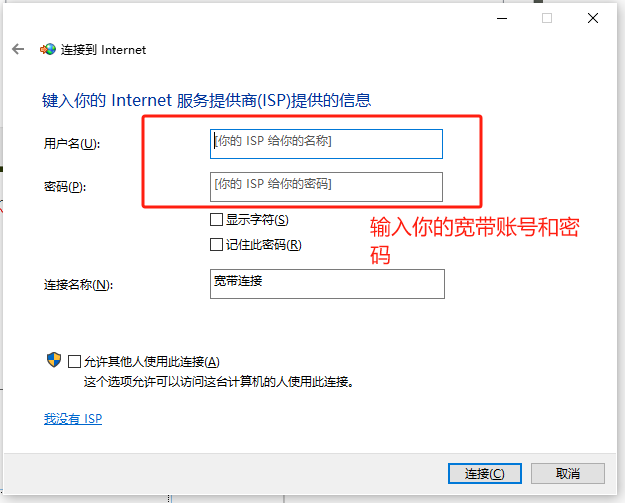 连接到 Internet
键入你的 Internet 服务提供商(ISP)提供的信息
用户名(U):
[你的 ISP 给你的名称]
密码(P):
[你的 ISP 给你的密码]
显示字符(S)
记住此密码(R)
输入你的宽带账号和密
码
连接名称(N):
宽带连接
允许其他人使用此连接(A)
这个选项允许可以访问这台计算机的人使用此连接。
我没有 ISP
连接(C)
取消